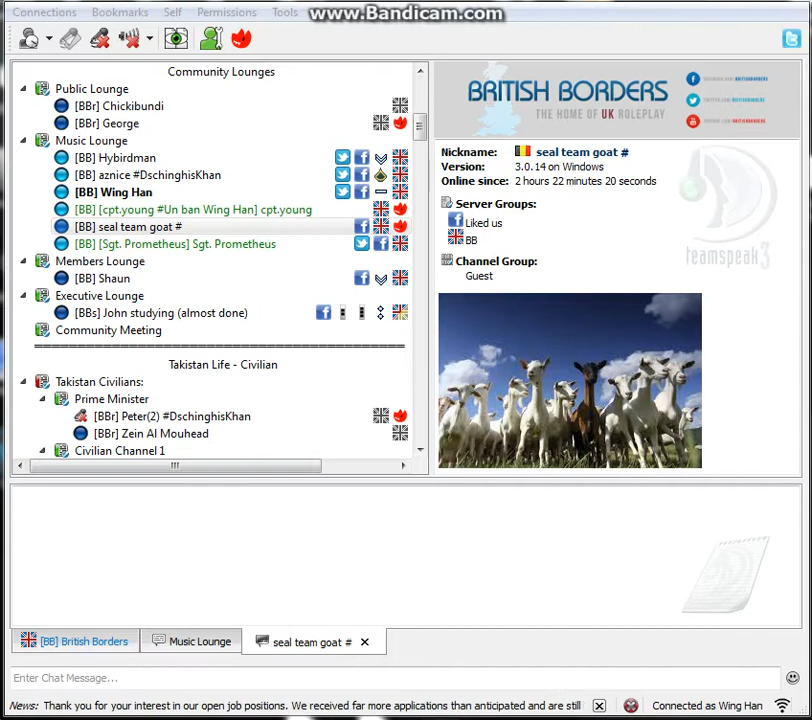 Connections Bookmarks Self Permissions Tools
www.Bandicam.com
Community Lounges
Public Lounge
[BBr] Chickibundi
[BBr] George
Music Lounge
[BB] Hybirdman
[BB] aznice #DschinghisKhan
[BB] Wing Han
[BB] [cpt.young #Un ban Wing Han] cpt.young
[BB] seal team goat #
[BB] [Sgt. Prometheus] Sgt. Prometheus
Members Lounge
[BB] Shaun
Executive Lounge
[BBs] John studying (almost done)
Community Meeting
Takistan Life - Civilian
Takistan Civilians:
Prime Minister
[BBr] Peter(2) #DschinghisKhan
[BBr] Zein Al Mouhead
Civilian Channel 1
BRITISH BORDERS
THE HOME OF UK ROLEPLAY
Nickname: seal team goat #
Version: 3.0.14 on Windows
Online since: 2 hours 22 minutes 20 seconds
Server Groups:
Liked us
BB
Channel Group:
Guest
teamspeak3
[BB] British Borders
Music Lounge
seal team goat #
Enter Chat Message...
News: Thank you for your interest in our open job positions. We received far more applications than anticipated and are still
Connected as Wing Han